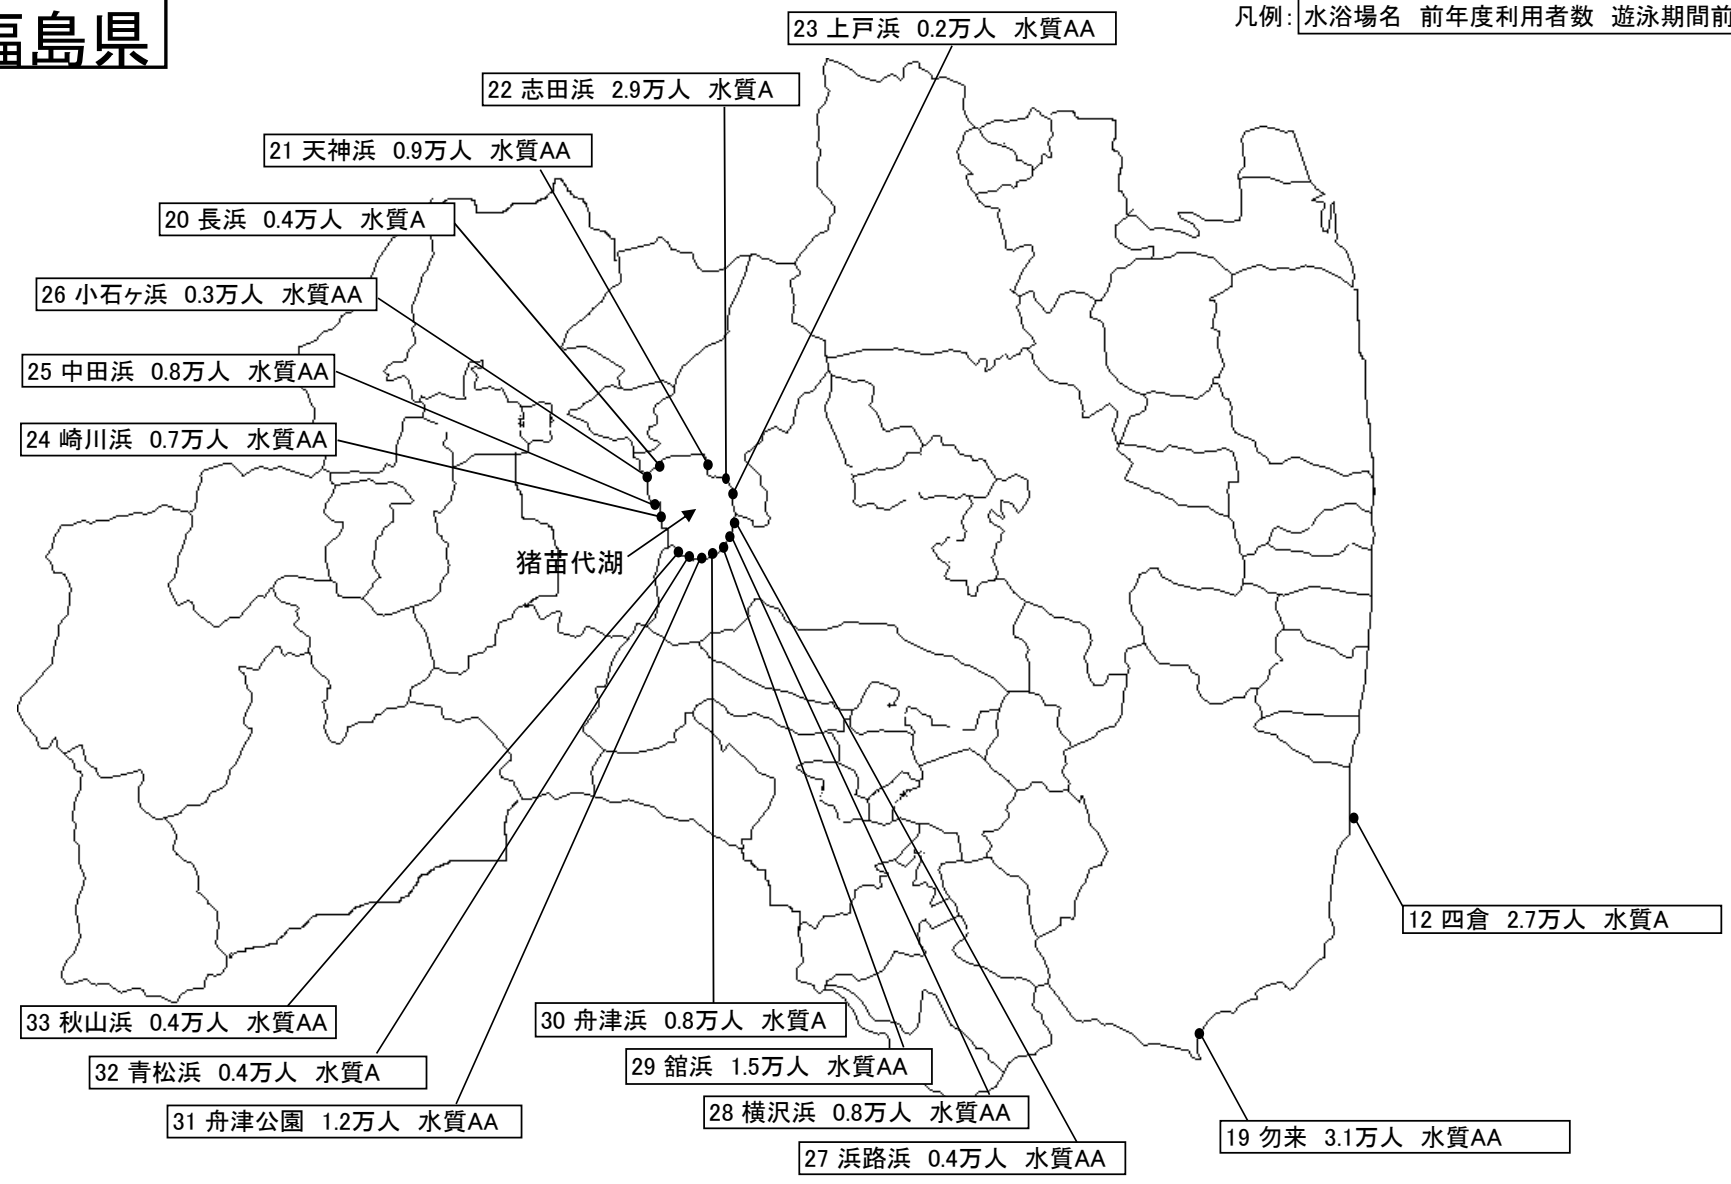 福島県
凡例: 水浴場名 前年度利用者数 遊泳期間前
23 上戸浜 0.2万人 水質AA
22 志田浜 2.9万人 水質A
21 天神浜 0.9万人 水質AA
20 長浜 0.4万人 水質A
26 小石ヶ浜 0.3万人 水質AA
25 中田浜 0.8万人 水質AA
24 崎川浜 0.7万人 水質AA
猪苗代湖
12 四倉 2.7万人 水質A
33 秋山浜 0.4万人 水質AA
30 舟津浜 0.8万人 水質A
32 青松浜 0.4万人 水質A
29 舘浜 1.5万人 水質AA
31 舟津公園 1.2万人 水質AA
28 横沢浜 0.8万人 水質AA
19 勿来 3.1万人 水質AA
27 浜路浜 0.4万人 水質AA